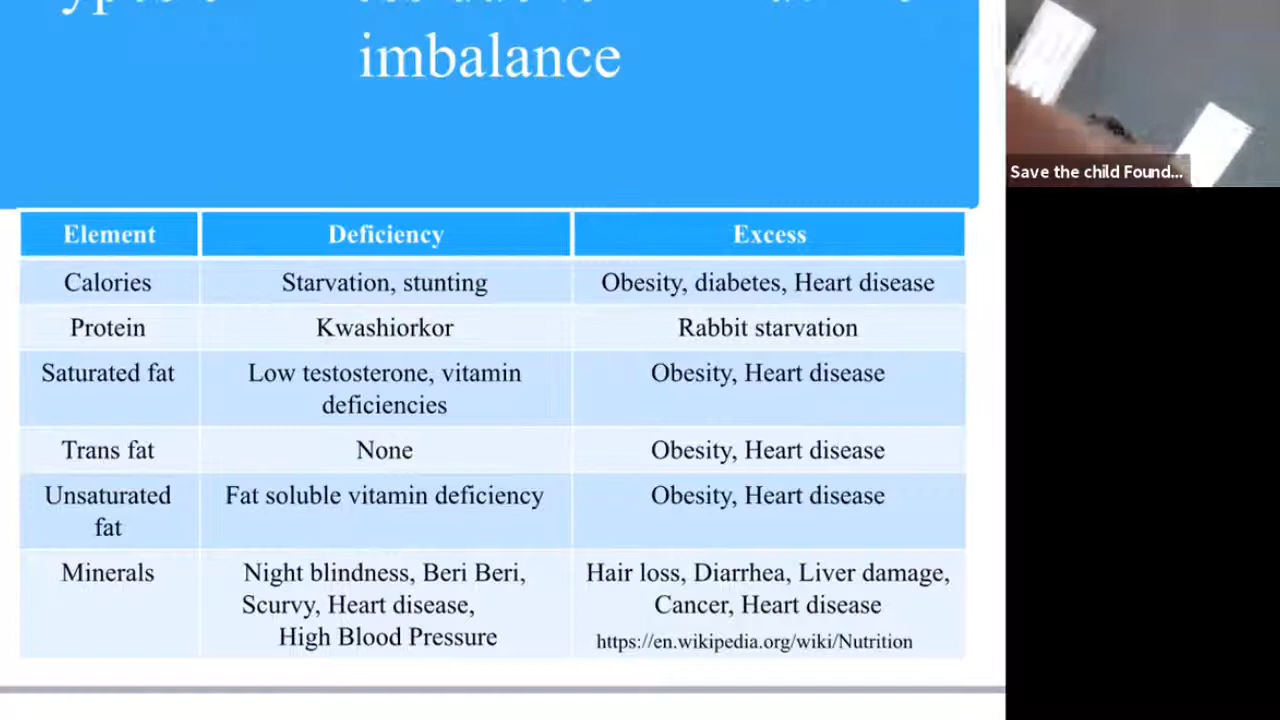 imbalance
Save the child Found...
Element Deficiency Excess
Calories Starvation, stunting Obesity, diabetes, Heart disease
Protein Kwashiorkor Rabbit starvation
Saturated fat Low testosterone, vitamin Obesity, Heart disease
deficiencies
Trans fat None Obesity, Heart disease
Unsaturated Fat soluble vitamin deficiency Obesity, Heart disease
fat
Minerals Night blindness, Beri Beri, Hair loss, Diarrhea, Liver damage,
Scurvy, Heart disease, Cancer, Heart disease
High Blood Pressure https://en.wikipedia.org/wiki/Nutrition